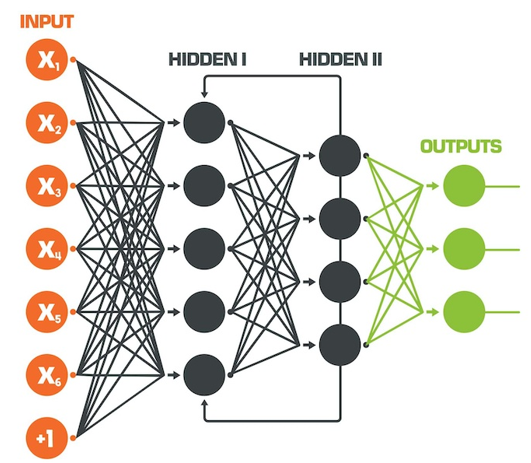 INPUT
HIDDEN I
HIDDEN II
OUTPUTS
X₁
X₂
X₃
X₄
X₅
X₆
+1